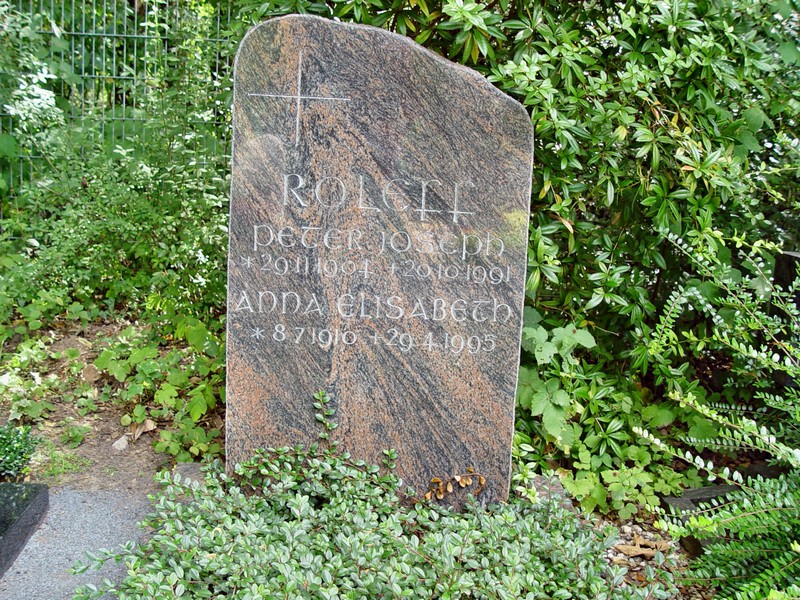 ROLEFF
PETER JOSEPH
*29.11.1904 +20.10.1991
ANNA ELISABETH
* 8.7.1910 +29.4.1995